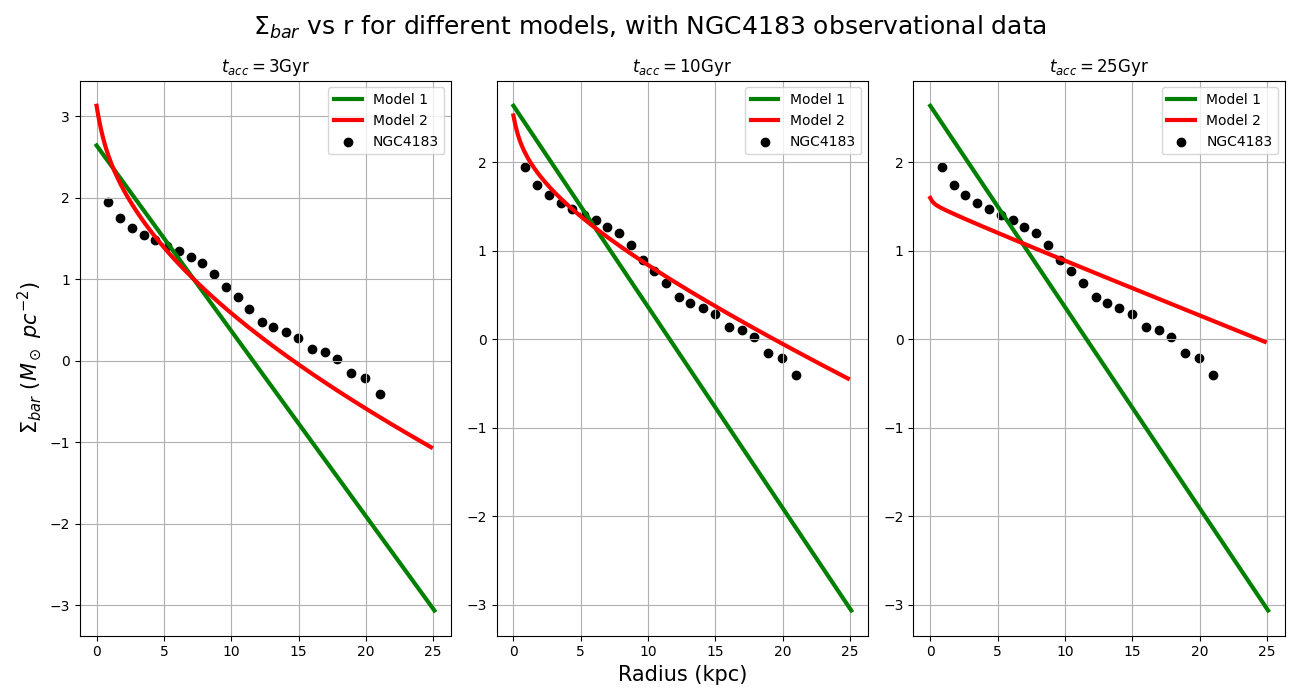 Σ_bar vs r for different models, with NGC4183 observational data
t_acc = 3Gyr
t_acc = 10Gyr
t_acc = 25Gyr
Model 1
Model 2
NGC4183
Model 1
Model 2
NGC4183
Model 1
Model 2
NGC4183
3
2
1
0
−1
−2
−3
2
1
0
−1
−2
−3
2
1
0
−1
−2
−3
Σ_bar (M_⊙ pc^−2)
0 5 10 15 20 25
0 5 10 15 20 25
0 5 10 15 20 25
Radius (kpc)